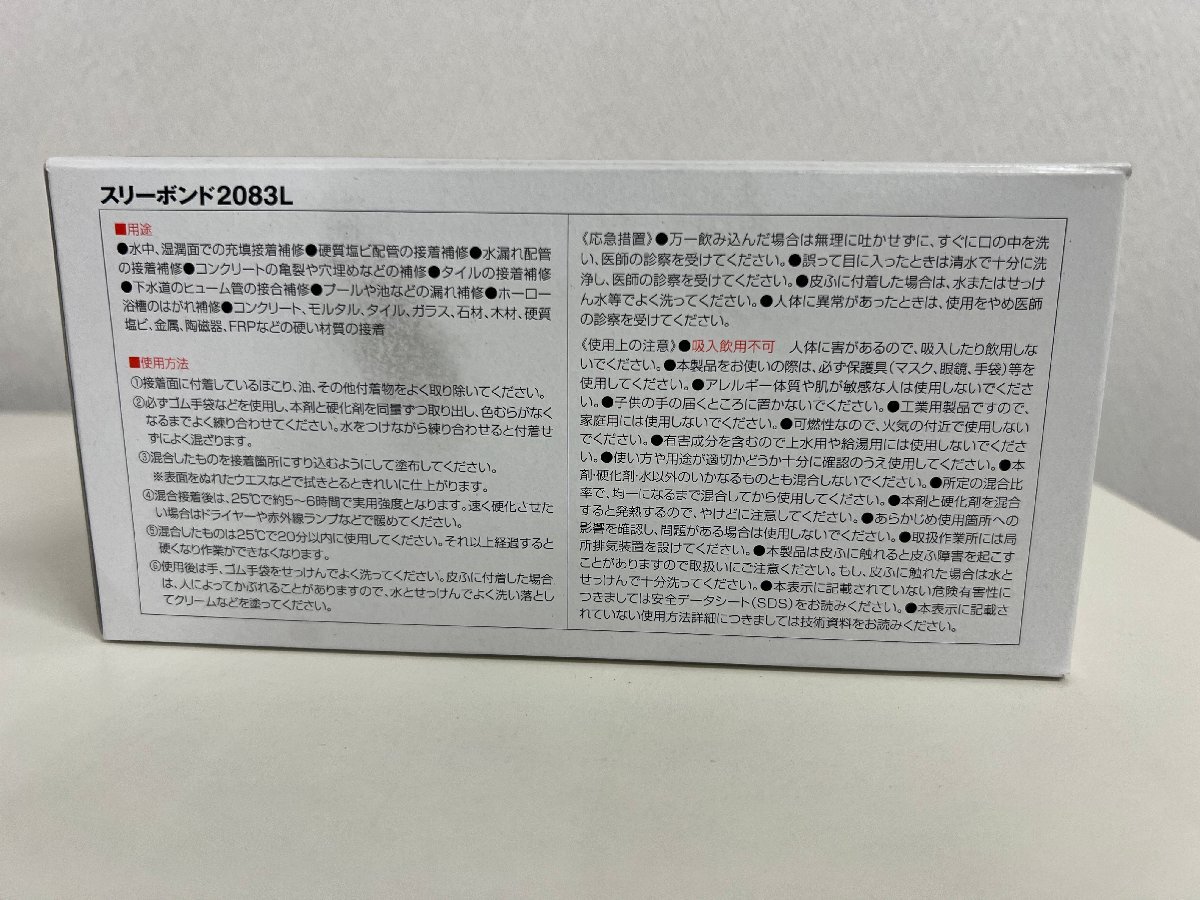 スリーボンド2083L
■用途
●水中、湿潤面での充填接着補修●硬質塩ビ配管の接着補修●水漏れ配管
の接着補修●コンクリートの亀裂や穴埋めなどの補修●タイルの接着補修
●下水道のヒューム管の接合補修●プールや池などの漏れ補修●ホーロー
浴槽のはがれ補修●コンクリート、モルタル、タイル、ガラス、石材、木材、硬質
塩ビ、金属、陶磁器、FRPなどの硬い材質の接着
■使用方法
①接着面に付着しているほこり、油、その他付着物をよく取り除いてください。
②必ずゴム手袋などを使用し、本剤と硬化剤を同量ずつ取り出し、色むらがなく
なるまでよく練り合わせてください。水をつけながら練り合わせると付着せ
ずによく混ざります。
③混合したものを接着箇所にすり込むようにして塗布してください。
※表面をぬれたウエスなどで拭きとるときれいに仕上がります。
④混合接着後は、25℃で約5~6時間で実用強度となります。速く硬化させた
い場合はドライヤーや赤外線ランプなどで暖めてください。
⑤混合したものは25℃で20分以内に使用してください。それ以上経過すると
硬くなり作業ができなくなります。
⑥使用後は手、ゴム手袋をせっけんでよく洗ってください。皮ふに付着した場合
は、人によってかぶれることがありますので、水とせっけんでよく洗い落とし
てクリームなどを塗ってください。
《応急措置》●万一飲み込んだ場合は無理に吐かせずに、すぐに口の中を洗
い、医師の診察を受けてください。●誤って目に入ったときは清水で十分に洗
浄し、医師の診察を受けてください。●皮ふに付着した場合は、水またはせっけ
ん水等でよく洗ってください。●人体に異常があったときは、使用をやめ医師
の診察を受けてください。
《使用上の注意》●吸入飲用不可 人体に害があるので、吸入したり飲用しな
いでください。●本製品をお使いの際は、必ず保護具(マスク、眼鏡、手袋)等を
使用してください。●アレルギー体質や肌が敏感な人は使用しないでくださ
い。●子供の手の届くところに置かないでください。●工業用製品ですので、
家庭用には使用しないでください。●可燃性なので、火気の付近で使用しない
でください。●有害成分を含むので上水用や給湯用には使用しないでくださ
い。●使い方や用途が適切かどうか十分に確認のうえ使用してください。●本
剤・硬化剤・水以外のいかなるものとも混合しないでください。●所定の混合比
率で、均一になるまで混合してから使用してください。●本剤と硬化剤を混合
すると発熱するので、やけどに注意してください。●あらかじめ使用箇所への
影響を確認し、問題がある場合は使用しないでください。●取扱作業所には局
所排気装置を設けてください。●本製品は皮ふに触れると皮ふ障害を起こす
ことがありますので取扱いにご注意ください。もし、皮ふに触れた場合は水と
せっけんで十分洗ってください。●本表示に記載されていない危険有害性に
つきましては安全データシート(SDS)をお読みください。●本表示に記載さ
れていない使用方法詳細につきましては技術資料をお読みください。